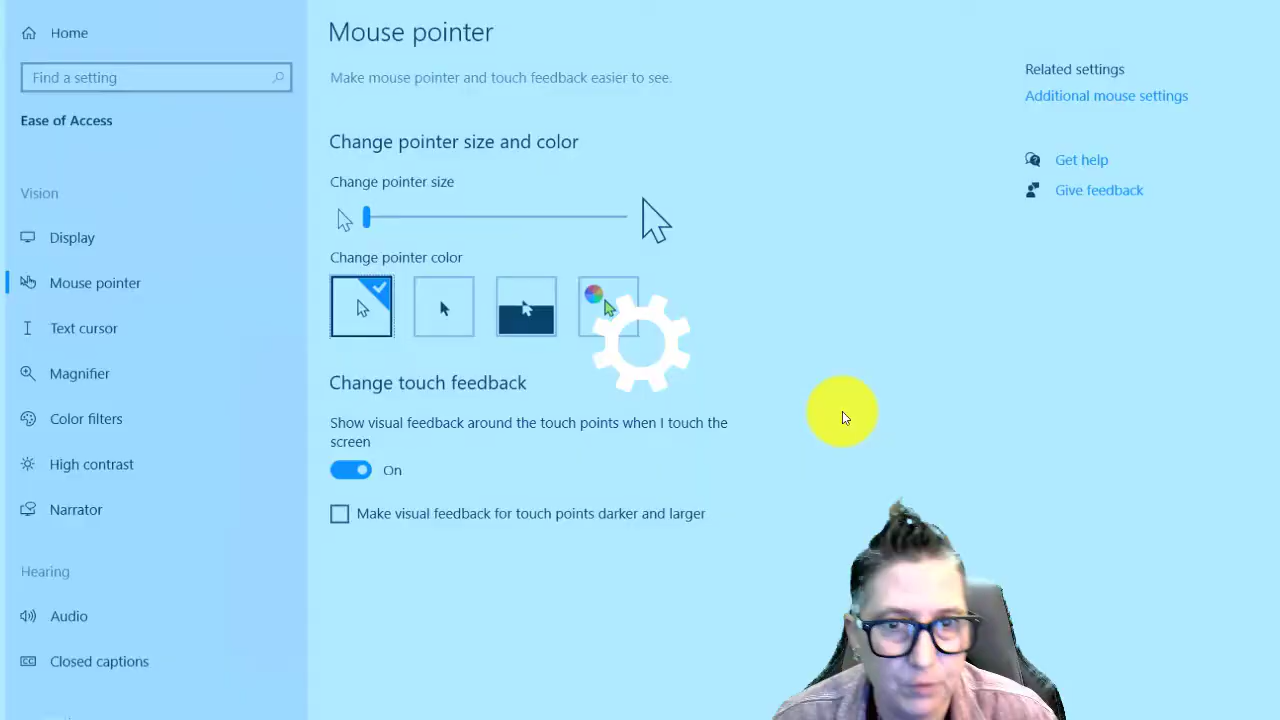 Home
Find a setting
Ease of Access
Vision
Display
Mouse pointer
Text cursor
Magnifier
Color filters
High contrast
Narrator
Hearing
Audio
Closed captions
Mouse pointer
Make mouse pointer and touch feedback easier to see.
Change pointer size and color
Change pointer size
Change pointer color
Change touch feedback
Show visual feedback around the touch points when I touch the
screen
On
Make visual feedback for touch points darker and larger
Related settings
Additional mouse settings
Get help
Give feedback